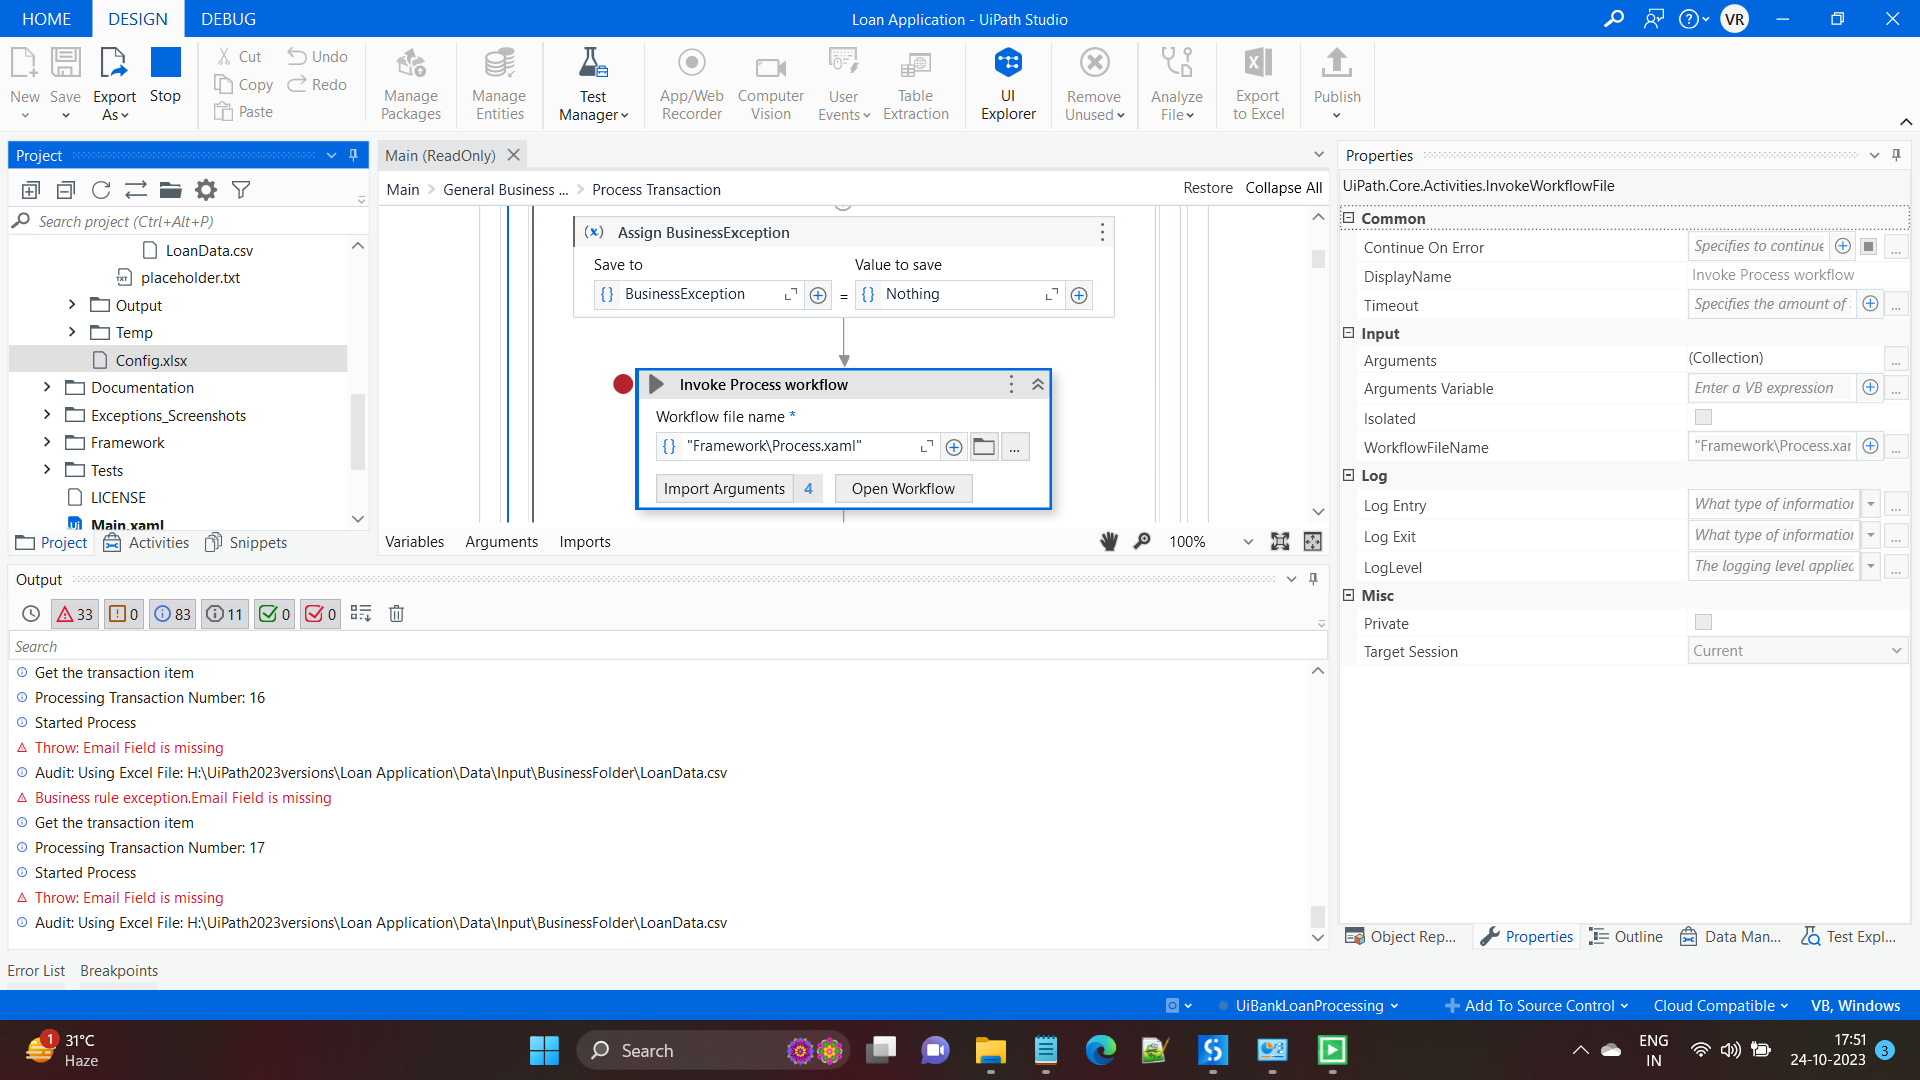 HOME DESIGN DEBUG
Loan Application - UiPath Studio
VR
New Save Export As Stop
Cut Copy Paste Undo Redo
Manage Packages
Manage Entities
Test Manager
App/Web Recorder
Computer Vision
User Events
Table Extraction
UI Explorer
Remove Unused
Analyze File
Export to Excel
Publish
Project
Search project (Ctrl+Alt+P)
LoanData.csv
placeholder.txt
Output
Temp
Config.xlsx
Documentation
Exceptions_Screenshots
Framework
Tests
LICENSE
Main.xaml
Project Activities Snippets
Main (ReadOnly)
Main > General Business ... > Process Transaction
Restore Collapse All
Assign BusinessException
Save to Value to save
BusinessException = Nothing
Invoke Process workflow
Workflow file name *
"Framework\Process.xaml" ...
Import Arguments 4 Open Workflow
Variables Arguments Imports 100%
Properties
UiPath.Core.Activities.InvokeWorkflowFile
Common
Continue On Error Specifies to continue ...
DisplayName Invoke Process workflow
Timeout Specifies the amount of ...
Input
Arguments (Collection) ...
Arguments Variable Enter a VB expression ...
Isolated
WorkflowFileName "Framework\Process.xar ...
Log
Log Entry What type of information ...
Log Exit What type of information ...
LogLevel The logging level applied ...
Misc
Private
Target Session Current
Object Rep... Properties Outline Data Man... Test Expl...
Output
33 0 83 11 0 0
Search
Get the transaction item
Processing Transaction Number: 16
Started Process
Throw: Email Field is missing
Audit: Using Excel File: H:\UiPath2023versions\Loan Application\Data\Input\BusinessFolder\LoanData.csv
Business rule exception.Email Field is missing
Get the transaction item
Processing Transaction Number: 17
Started Process
Throw: Email Field is missing
Audit: Using Excel File: H:\UiPath2023versions\Loan Application\Data\Input\BusinessFolder\LoanData.csv
Error List Breakpoints
UiBankLoanProcessing Add To Source Control Cloud Compatible VB, Windows
1 31°C
Haze
Search
ENG
IN
17:51
24-10-2023
3